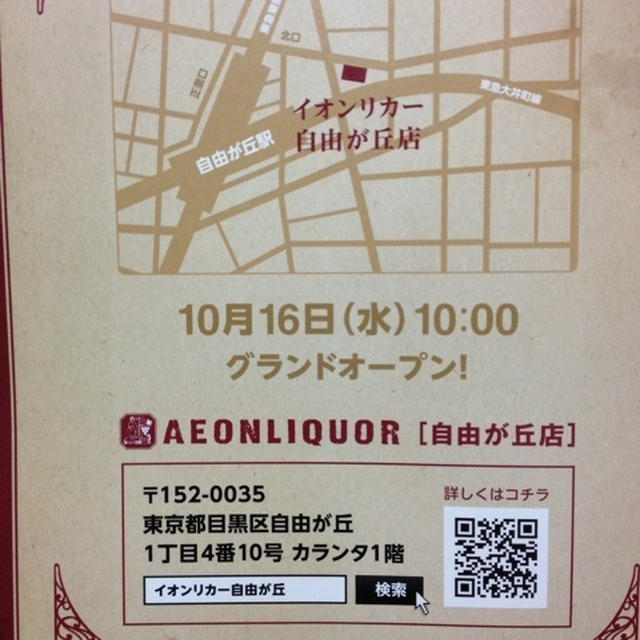 北口
正面口
東急大井町線
イオンリカー
自由が丘店
自由が丘駅
10月16日(水)10:00
グランドオープン!
AEONLIQUOR [自由が丘店]
〒152-0035
東京都目黒区自由が丘
1丁目4番10号 カランタ1階
詳しくはコチラ
イオンリカー自由が丘 検索